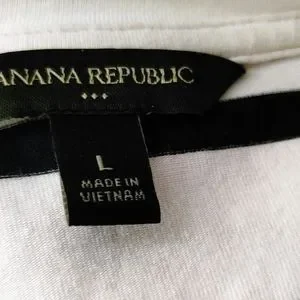 ANANA REPUBLIC
L
MADE IN
VIETNAM